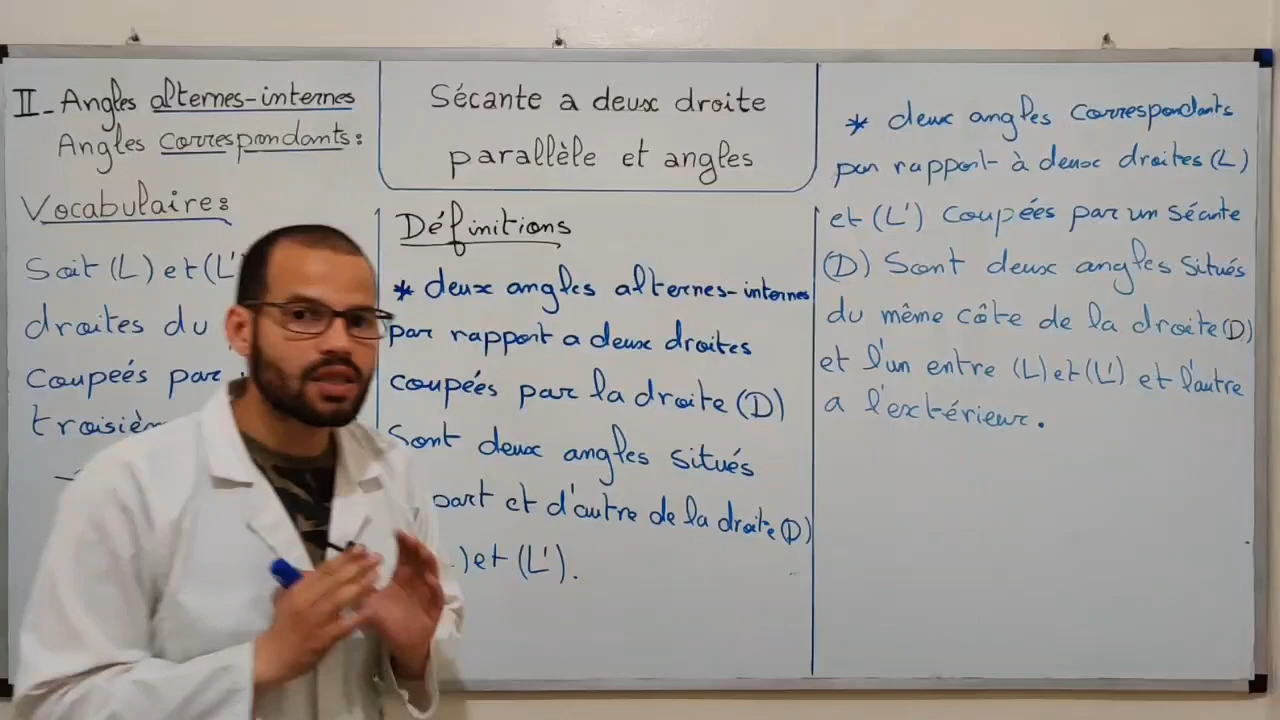 II_ Angles alternes-internes
Angles correspondants:
Vocabulaire:
Soit (L) et (L'
droites du
Coupeés par
troisièm
Sécante a deux droite
parallèle et angles
Définitions
* deux angles alternes-internes
par rapport a deux droites
coupées par la droite (D)
Sont deux angles situés
part et d'autre de la droite (D)
) et (L').
* deux angles correspondants
par rapport à deux droites (L)
et (L') coupées par un sécante
(D) Sont deux angles situés
du même côte de la droite (D)
et l'un entre (L) et (L') et l'autre
a l'extérieur.